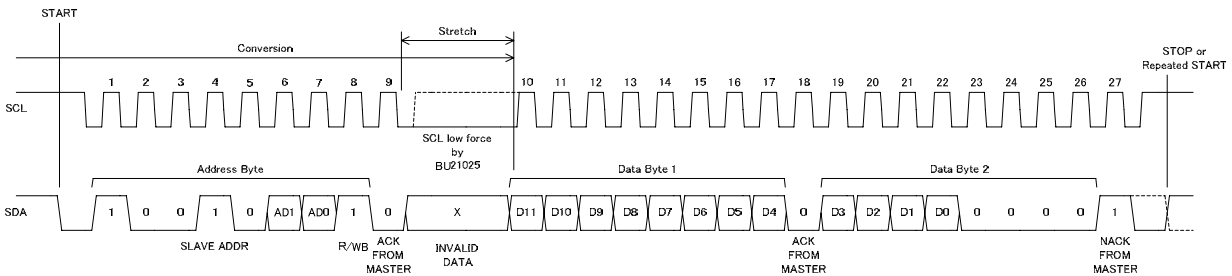 START
Stretch
Conversion
STOP or
Repeated START
1 2 3 4 5 6 7 8 9 10 11 12 13 14 15 16 17 18 19 20 21 22 23 24 25 26 27
SCL
SCL low force
by
BU21025
Address Byte
Data Byte 1
Data Byte 2
SDA
1 0 0 1 0 AD1 AD0 1 0 X D11 D10 D9 D8 D7 D6 D5 D4 0 D3 D2 D1 D0 0 0 0 0 1
SLAVE ADDR
R/WB
ACK
FROM
MASTER
INVALID
DATA
ACK
FROM
MASTER
NACK
FROM
MASTER